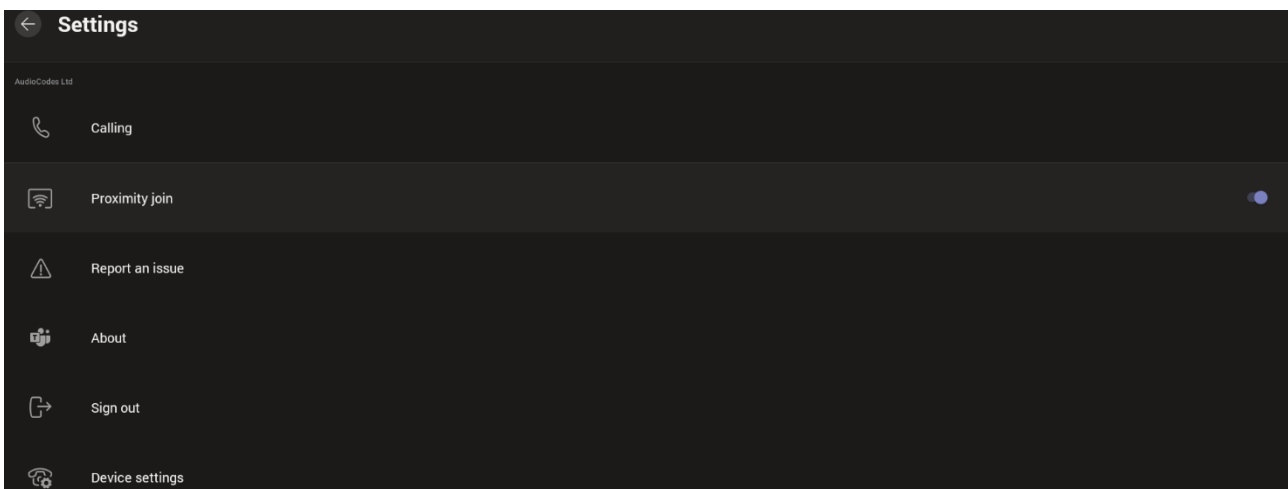 Settings
AudioCodes Ltd
Calling
Proximity join
Report an issue
About
Sign out
Device settings